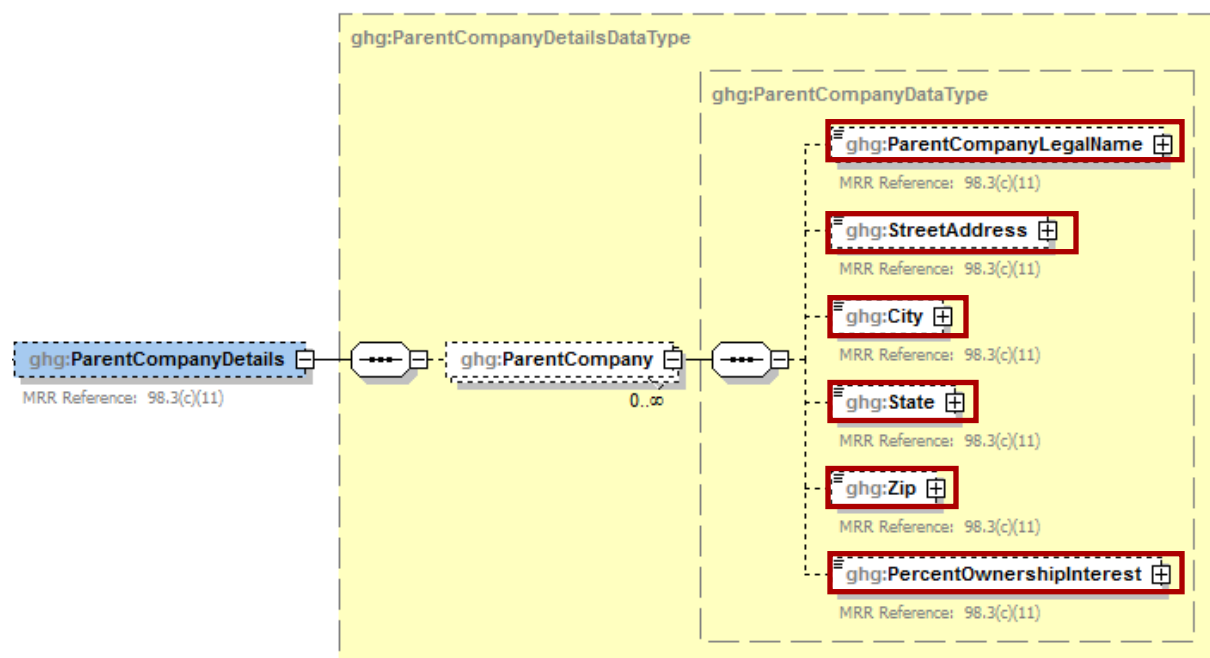 ghg:ParentCompanyDetailsDataType
ghg:ParentCompanyDataType
ghg:ParentCompanyLegalName
MRR Reference: 98.3(c)(11)
ghg:StreetAddress
MRR Reference: 98.3(c)(11)
ghg:City
MRR Reference: 98.3(c)(11)
ghg:ParentCompanyDetails
MRR Reference: 98.3(c)(11)
ghg:ParentCompany
0..∞
ghg:State
MRR Reference: 98.3(c)(11)
ghg:Zip
MRR Reference: 98.3(c)(11)
ghg:PercentOwnershipInterest
MRR Reference: 98.3(c)(11)